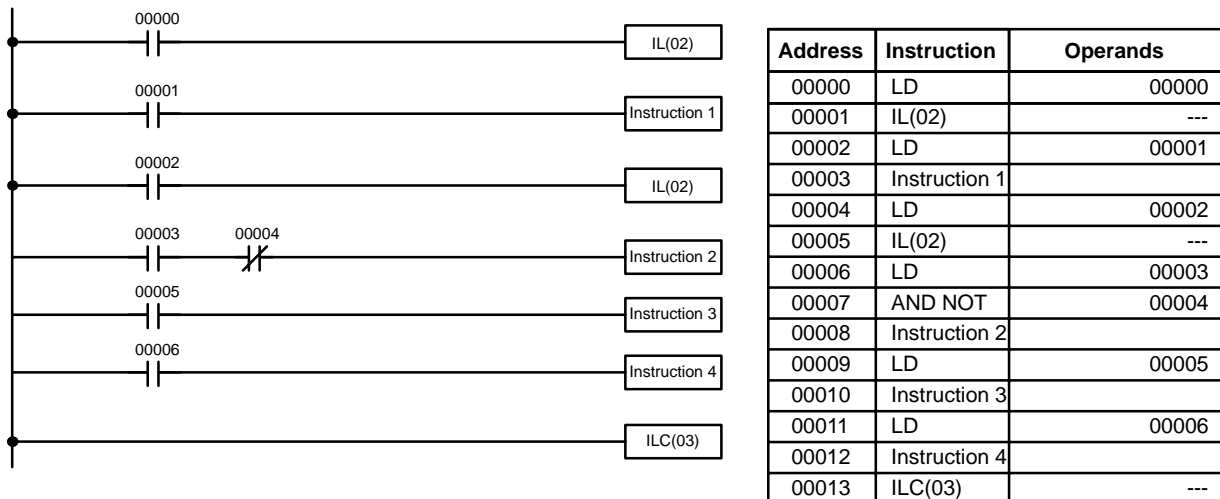 00000
IL(02)
00001
Instruction 1
00002
IL(02)
00003 00004
Instruction 2
00005
Instruction 3
00006
Instruction 4
ILC(03)
Address Instruction Operands
00000 LD 00000
00001 IL(02) ---
00002 LD 00001
00003 Instruction 1
00004 LD 00002
00005 IL(02) ---
00006 LD 00003
00007 AND NOT 00004
00008 Instruction 2
00009 LD 00005
00010 Instruction 3
00011 LD 00006
00012 Instruction 4
00013 ILC(03) ---